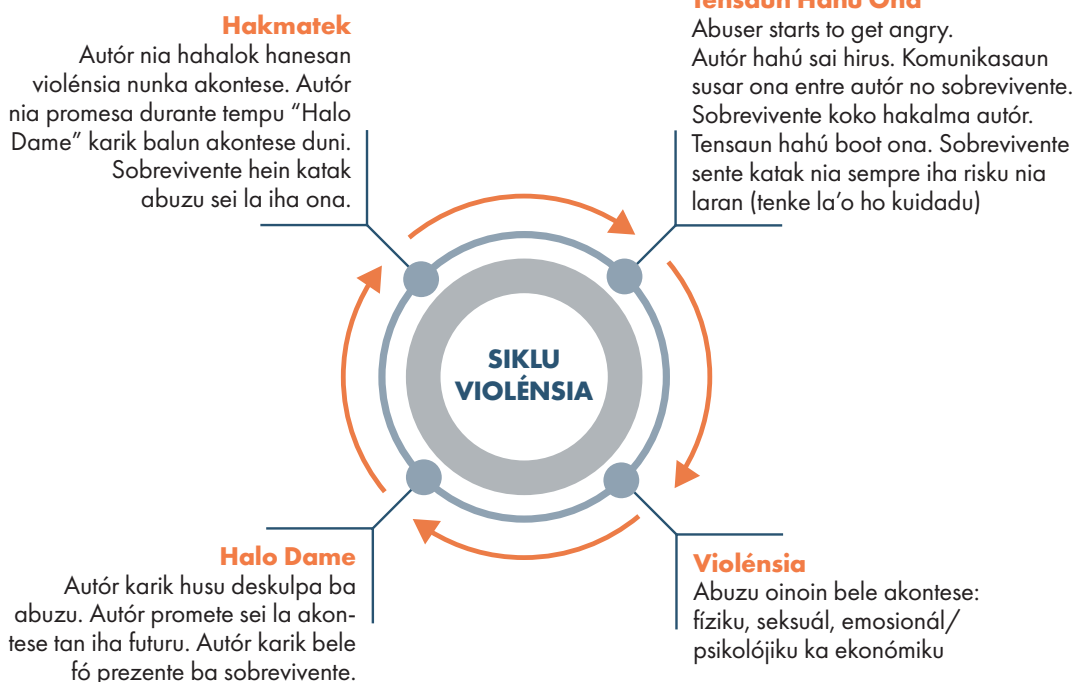 Hakmatek
Autór nia hahalok hanesan
violénsia nunka akontese. Autór
nia promesa durante tempu “Halo
Dame” karik balun akontese duni.
Sobrevivente hein katak
abuzu sei la iha ona.
Tensaun Hahú Ona
Abuser starts to get angry.
Autór hahú sai hirus. Komunikasaun
susar ona entre autór no sobrevivente.
Sobrevivente koko hakalma autór.
Tensaun hahú boot ona. Sobrevivente
sente katak nia sempre iha risku nia
laran (tenke la’o ho kuidadu)
SIKLU
VIOLÉNSIA
Halo Dame
Autór karik husu deskulpa ba
abuzu. Autór promete sei la akon-
tese tan iha futuru. Autór karik bele
fó prezente ba sobrevivente.
Violénsia
Abuzu oinoin bele akontese:
fíziku, seksuál, emosionál/
psikolójiku ka ekonómiku